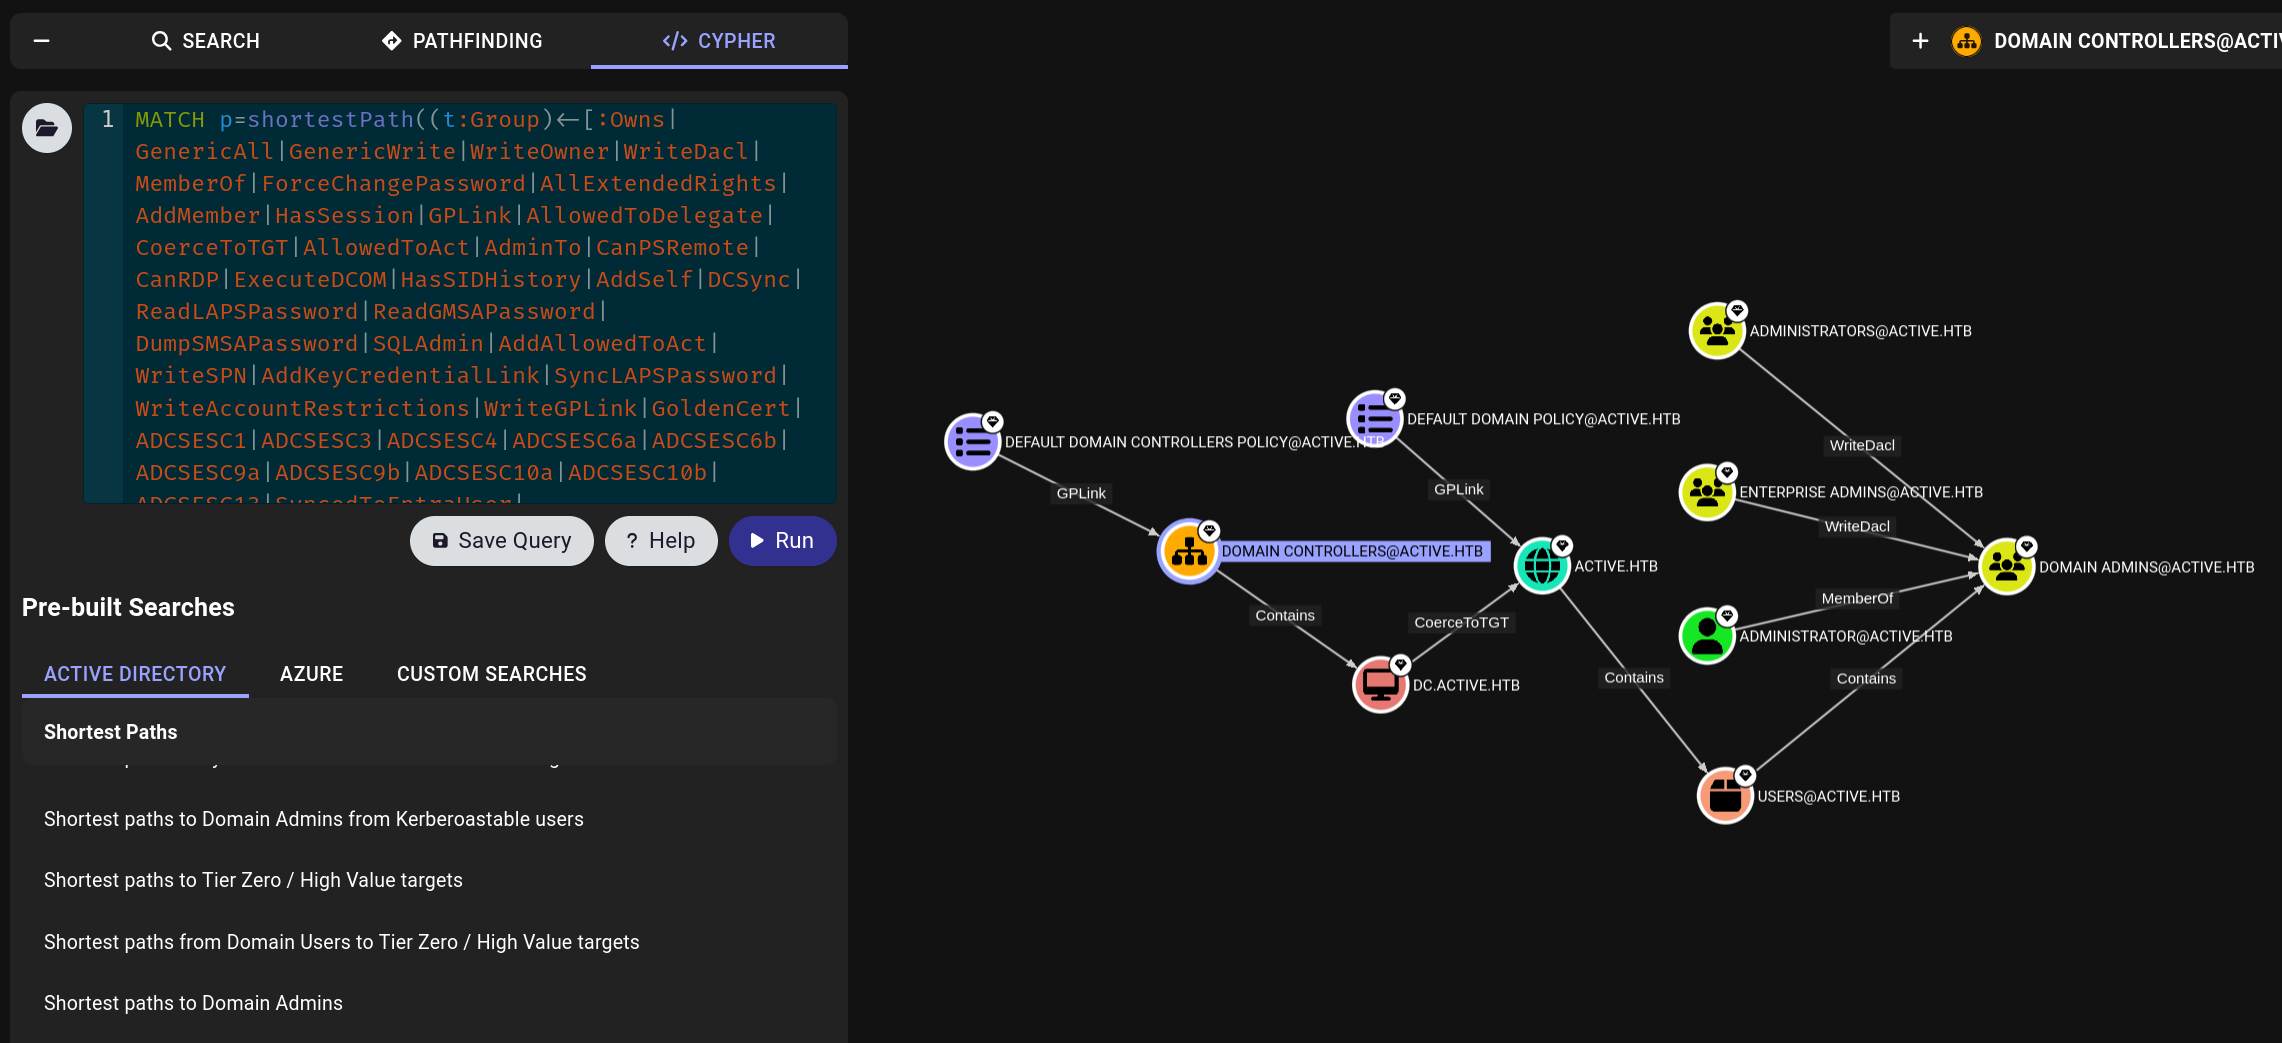 SEARCH
PATHFINDING
</> CYPHER
DOMAIN CONTROLLERS@ACTIV
1
MATCH p=shortestPath((t:Group)<-[:Owns|
GenericAll|GenericWrite|WriteOwner|WriteDacl|
MemberOf|ForceChangePassword|AllExtendedRights|
AddMember|HasSession|GPLink|AllowedToDelegate|
CoerceToTGT|AllowedToAct|AdminTo|CanPSRemote|
CanRDP|ExecuteDCOM|HasSIDHistory|AddSelf|DCSync|
ReadLAPSPassword|ReadGMSAPassword|
DumpSMSAPassword|SQLAdmin|AddAllowedToAct|
WriteSPN|AddKeyCredentialLink|SyncLAPSPassword|
WriteAccountRestrictions|WriteGPLink|GoldenCert|
ADCSESC1|ADCSESC3|ADCSESC4|ADCSESC6a|ADCSESC6b|
ADCSESC9a|ADCSESC9b|ADCSESC10a|ADCSESC10b|
ADCSESC13|SyncedToEntraUser|
Save Query
? Help
Run
Pre-built Searches
ACTIVE DIRECTORY
AZURE
CUSTOM SEARCHES
Shortest Paths
Shortest paths to Domain Admins from Kerberoastable users
Shortest paths to Tier Zero / High Value targets
Shortest paths from Domain Users to Tier Zero / High Value targets
Shortest paths to Domain Admins
ADMINISTRATORS@ACTIVE.HTB
DEFAULT DOMAIN POLICY@ACTIVE.HTB
DEFAULT DOMAIN CONTROLLERS POLICY@ACTIVE.HTB
WriteDacl
GPLink
GPLink
ENTERPRISE ADMINS@ACTIVE.HTB
WriteDacl
DOMAIN CONTROLLERS@ACTIVE.HTB
ACTIVE.HTB
DOMAIN ADMINS@ACTIVE.HTB
MemberOf
Contains
CoerceToTGT
ADMINISTRATOR@ACTIVE.HTB
Contains
Contains
DC.ACTIVE.HTB
USERS@ACTIVE.HTB